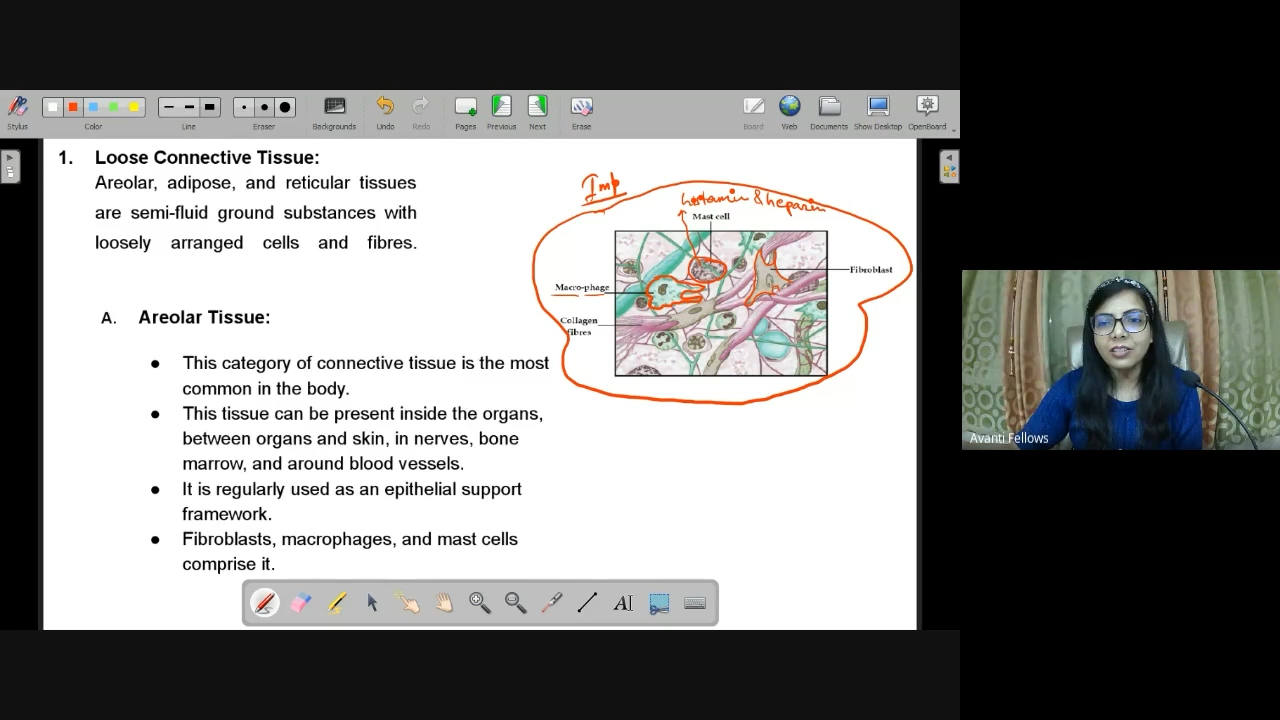 Stylus
Color
Line
Eraser
Backgrounds
Undo
Redo
Pages
Previous
Next
Erase
Board
Web
Documents
Show Desktop
OpenBoard
1. Loose Connective Tissue:
Areolar, adipose, and reticular tissues
are semi-fluid ground substances with
loosely arranged cells and fibres.
Imp
histamin & heparin
Mast cell
Fibroblast
Macro-phage
Collagen
fibres
A. Areolar Tissue:
● This category of connective tissue is the most
common in the body.
● This tissue can be present inside the organs,
between organs and skin, in nerves, bone
marrow, and around blood vessels.
● It is regularly used as an epithelial support
framework.
● Fibroblasts, macrophages, and mast cells
comprise it.
AI
Avanti Fellows